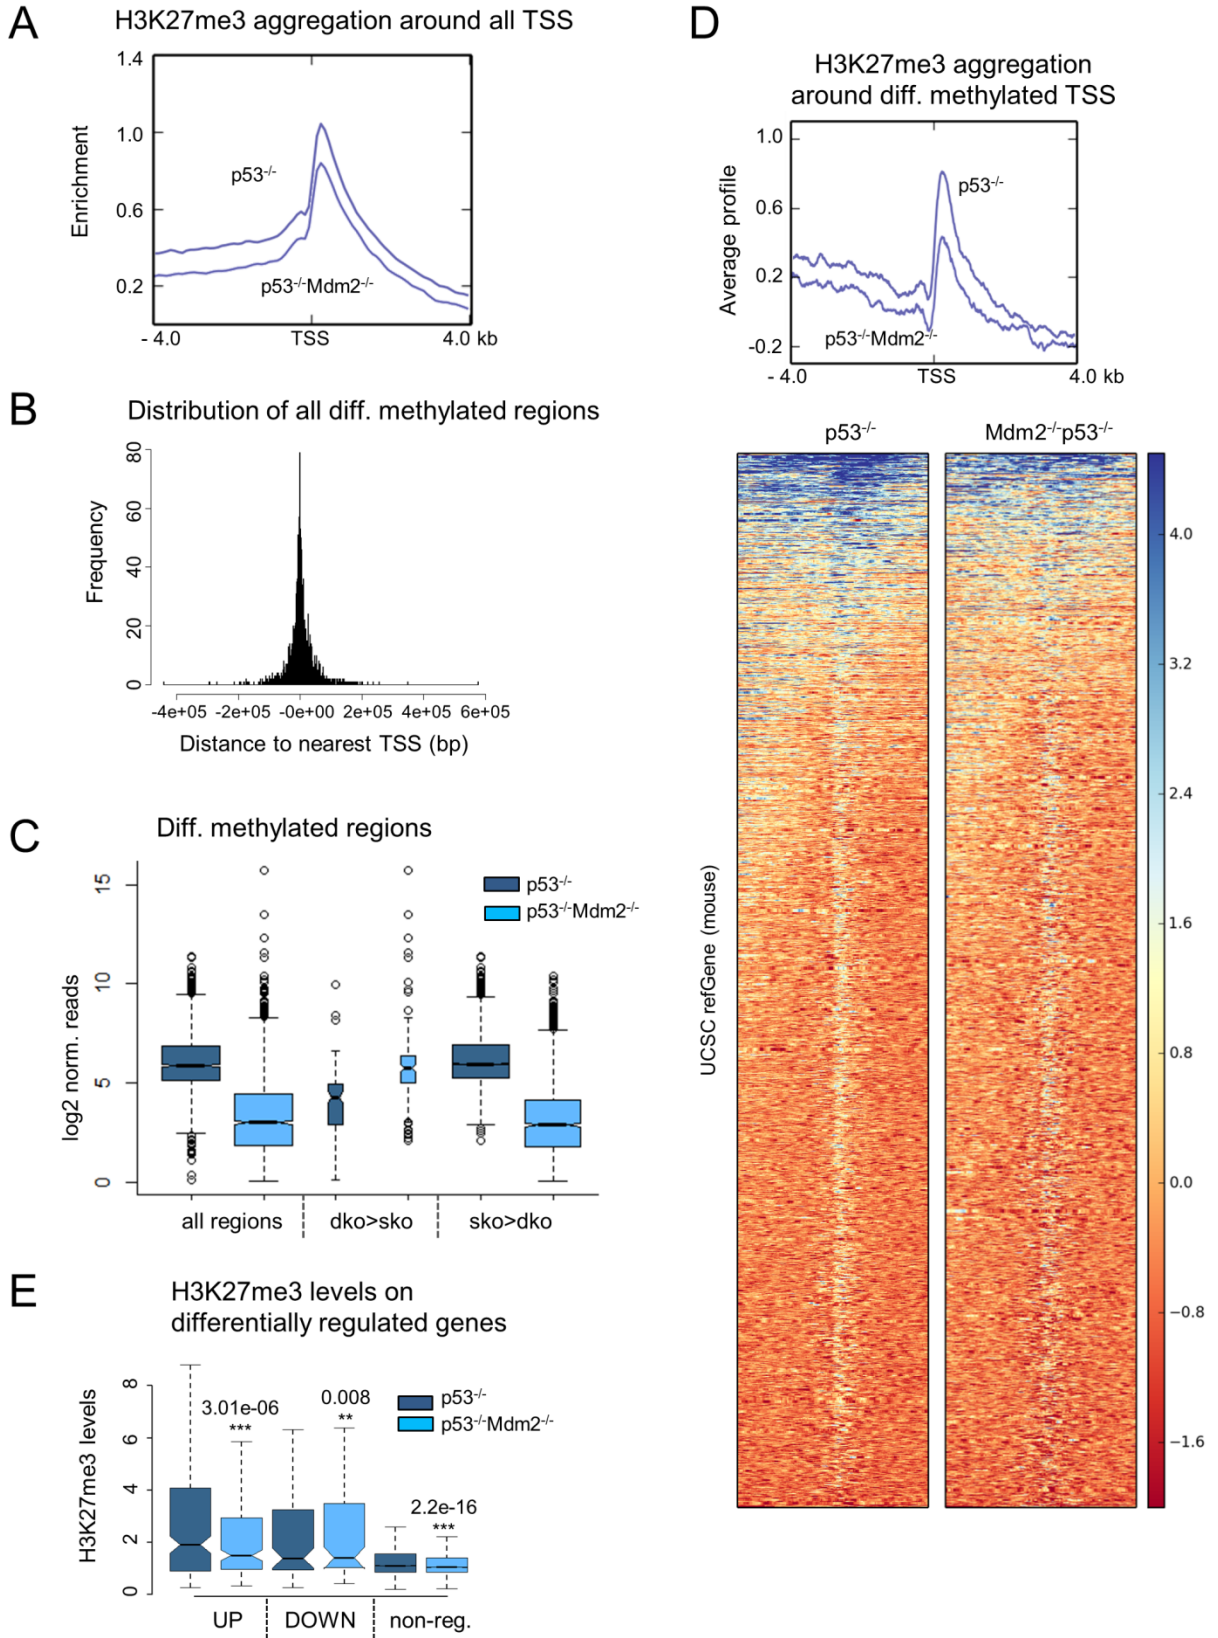 A
H3K27me3 aggregation around all TSS
1.4
1.0
0.6
0.2
Enrichment
p53-/-
p53-/-Mdm2-/-
- 4.0
TSS
4.0 kb
B
Distribution of all diff. methylated regions
80
60
40
20
0
Frequency
-4e+05
-2e+05
-0e+00
2e+05
4e+05
6e+05
Distance to nearest TSS (bp)
C
Diff. methylated regions
15
10
5
0
log2 norm. reads
p53-/-
p53-/-Mdm2-/-
all regions
dko>sko
sko>dko
D
H3K27me3 aggregation
around diff. methylated TSS
1.0
0.6
0.2
-0.2
Average profile
p53-/-
p53-/-Mdm2-/-
- 4.0
TSS
4.0 kb
p53-/-
Mdm2-/-p53-/-
UCSC refGene (mouse)
4.0
3.2
2.4
1.6
0.8
0.0
−0.8
−1.6
E
H3K27me3 levels on
differentially regulated genes
8
6
4
2
0
H3K27me3 levels
3.01e-06
***
0.008
**
2.2e-16
***
p53-/-
p53-/-Mdm2-/-
UP
DOWN
non-reg.